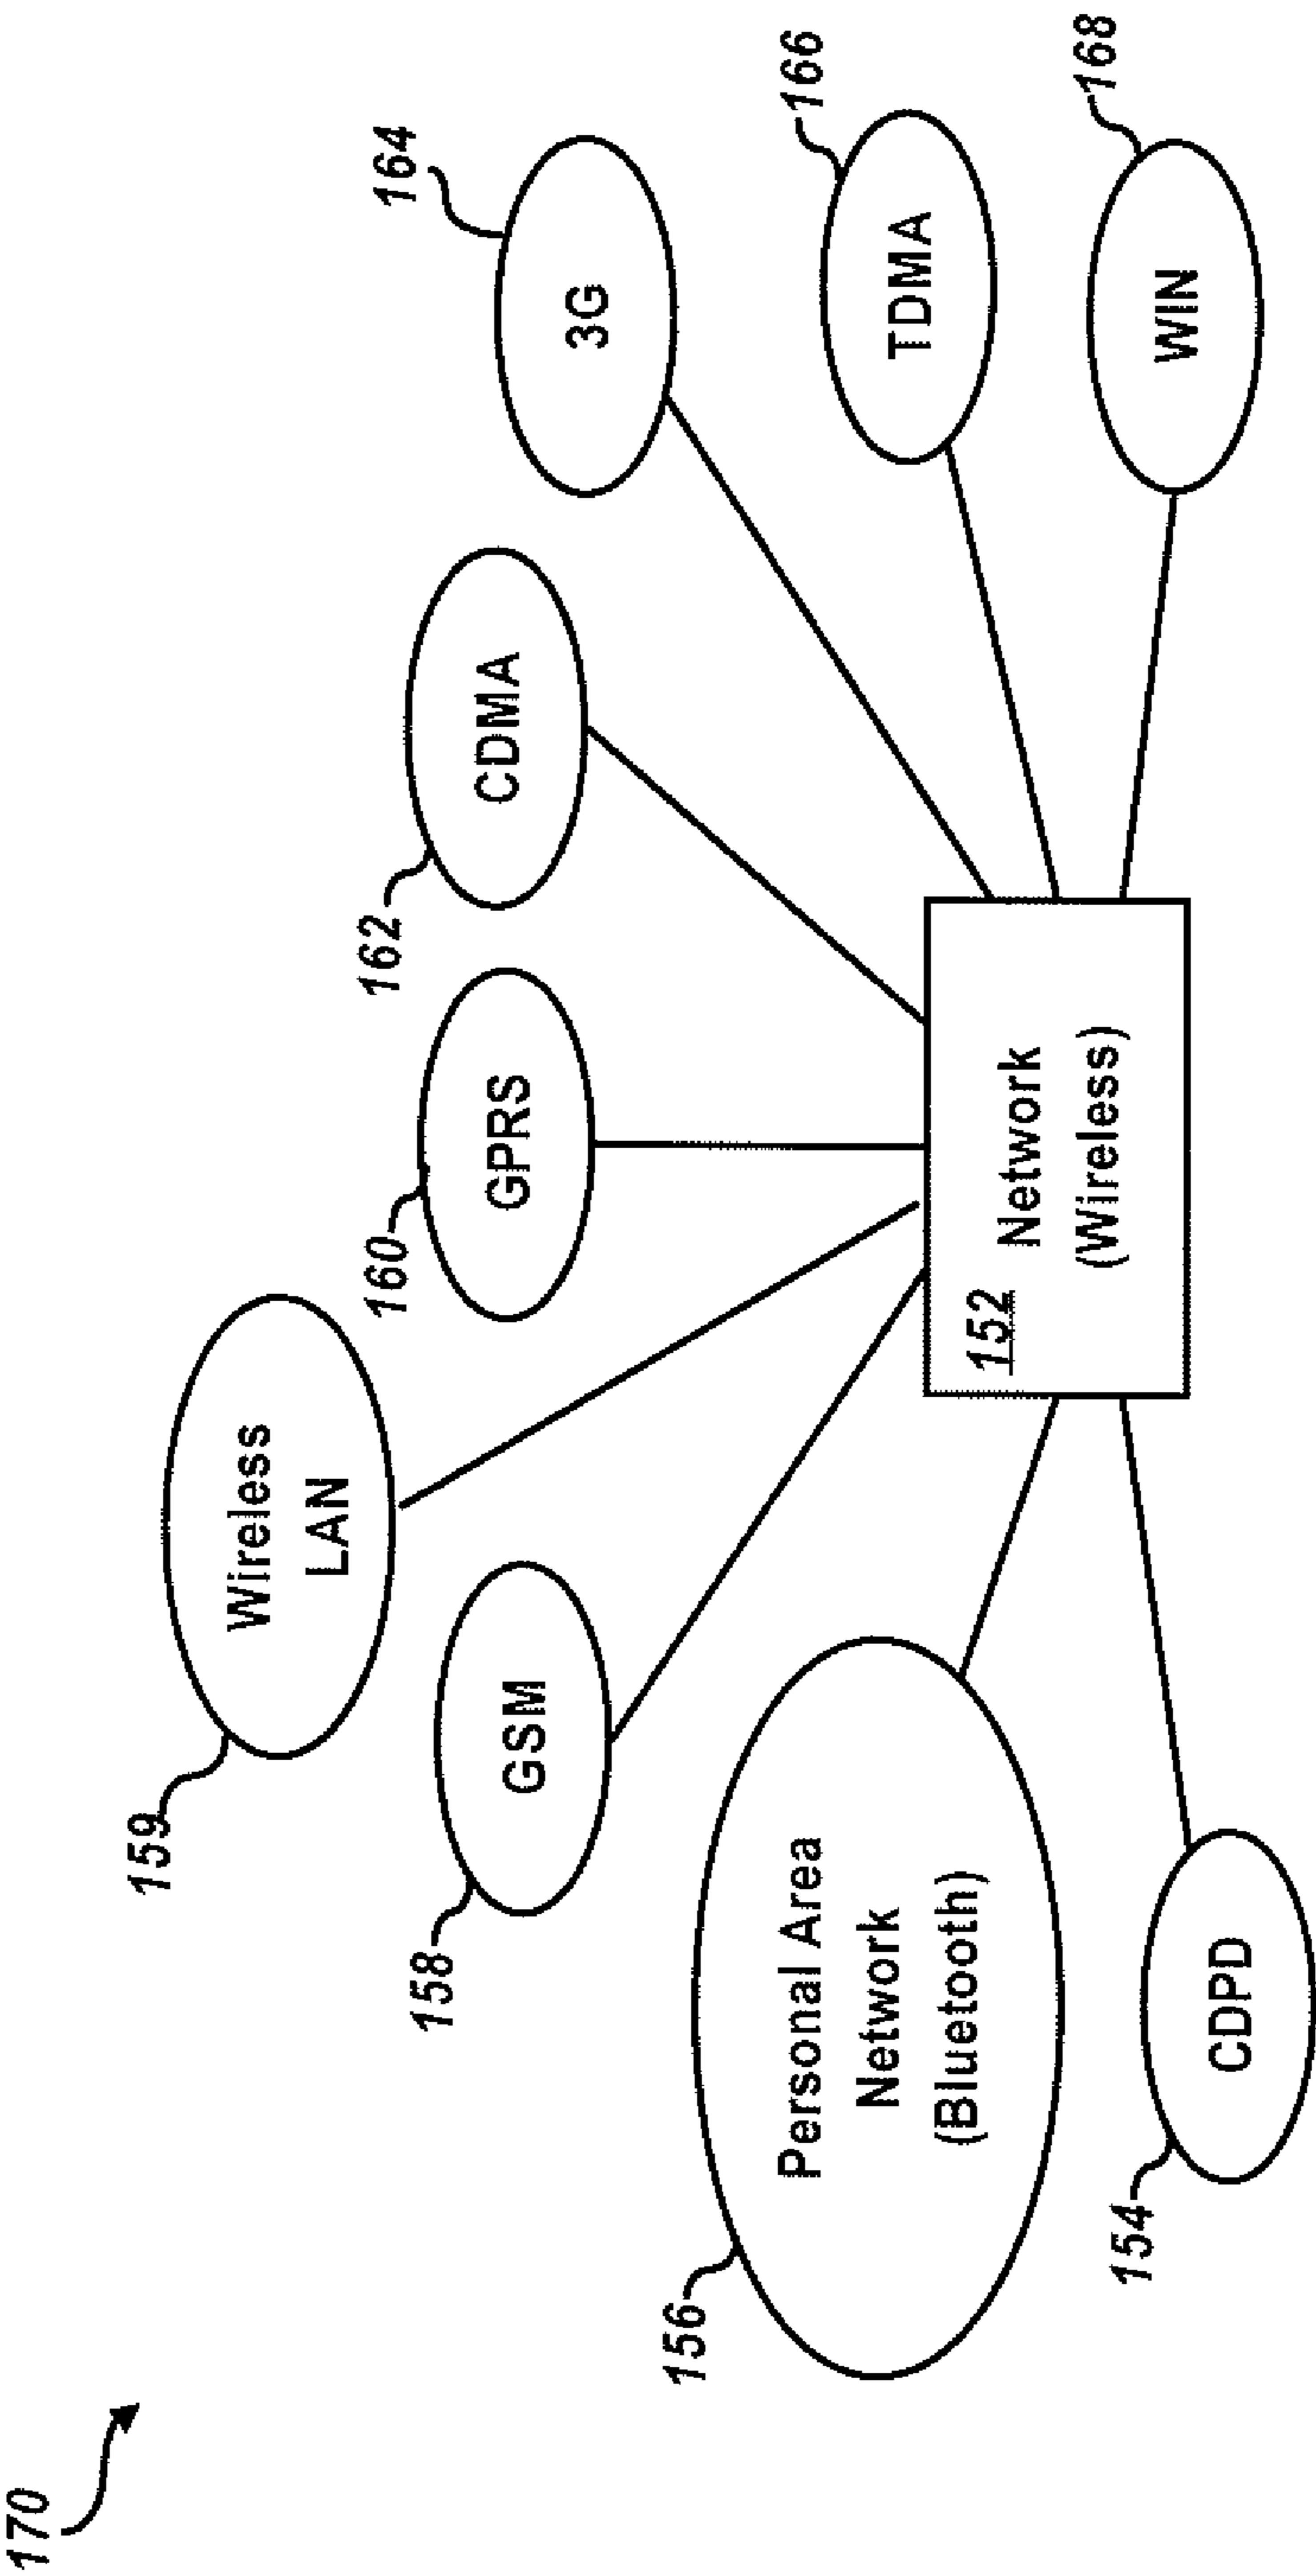 170
159
Wireless
LAN
160
GPRS
162
CDMA
164
3G
158
GSM
166
TDMA
156
Personal Area
Network
(Bluetooth)
152
Network
(Wireless)
168
WIN
154
CDPD